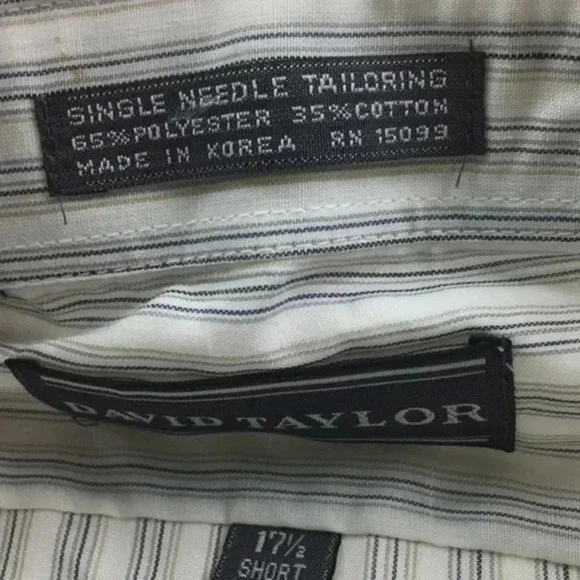 SINGLE NEEDLE TAILORING
65% POLYESTER 35% COTTON
MADE IN KOREA RN 15099
DAVID TAYLOR
17½
SHORT